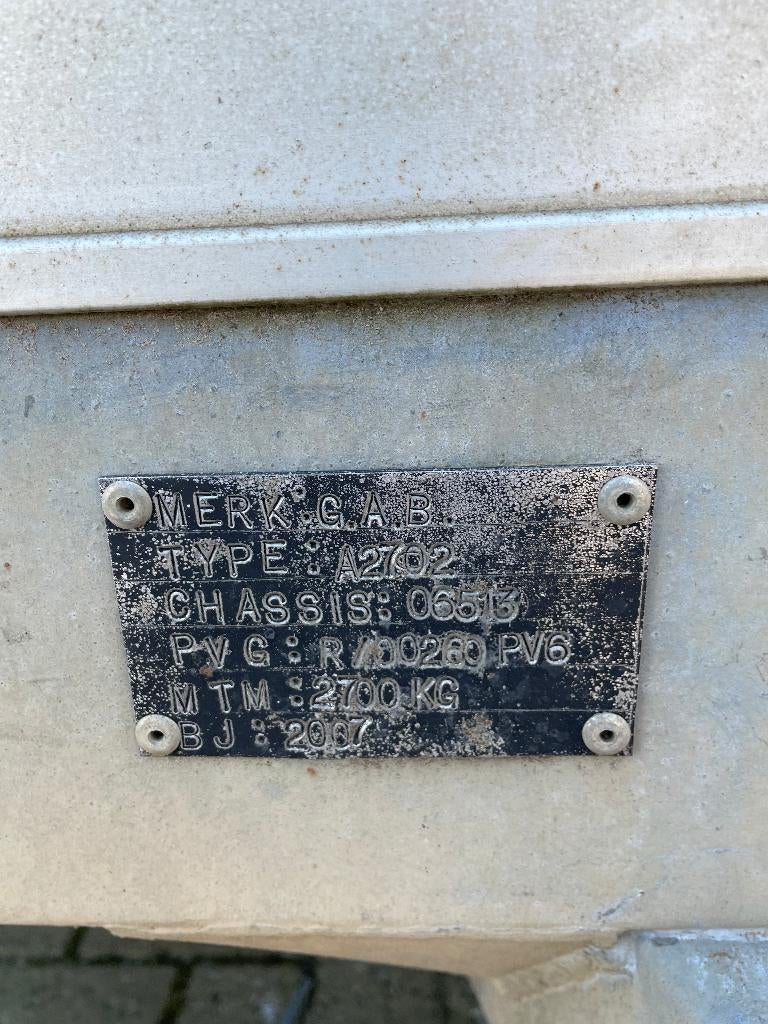 MERK: G.A.B.
TYPE: A2702
CHASSIS: 06513
PVG: R/00260 PV6
MTM: 2700 KG
BJ: 2007